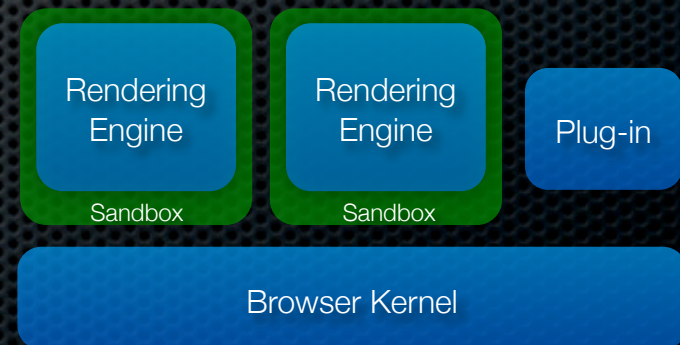 Rendering
Engine
Sandbox
Rendering
Engine
Sandbox
Plug-in
Browser Kernel